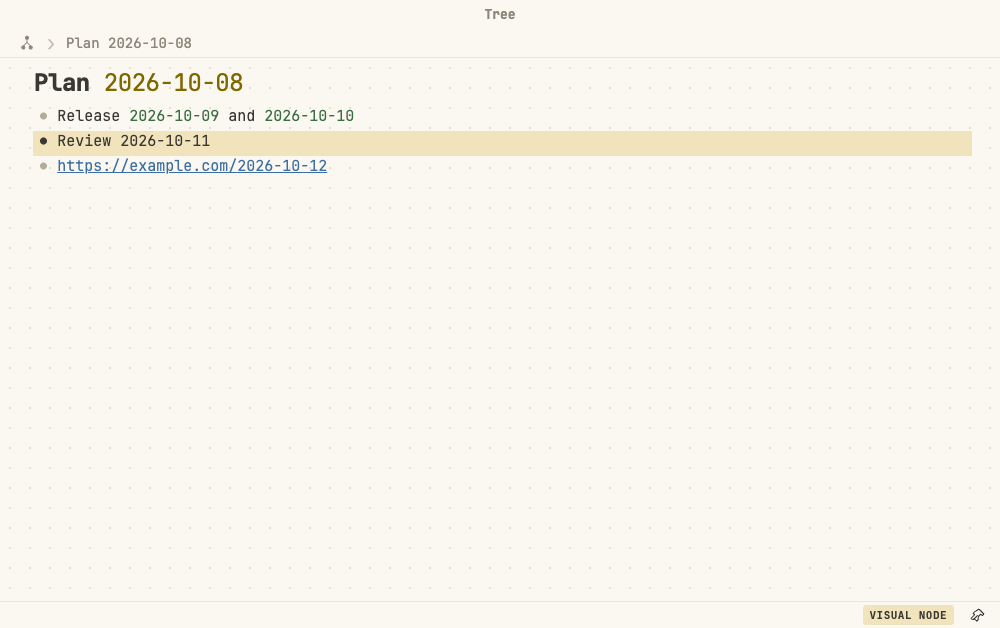 Tree
Plan 2026-10-08
Plan 2026-10-08
Release 2026-10-09 and 2026-10-10
Review 2026-10-11
https://example.com/2026-10-12
VISUAL NODE